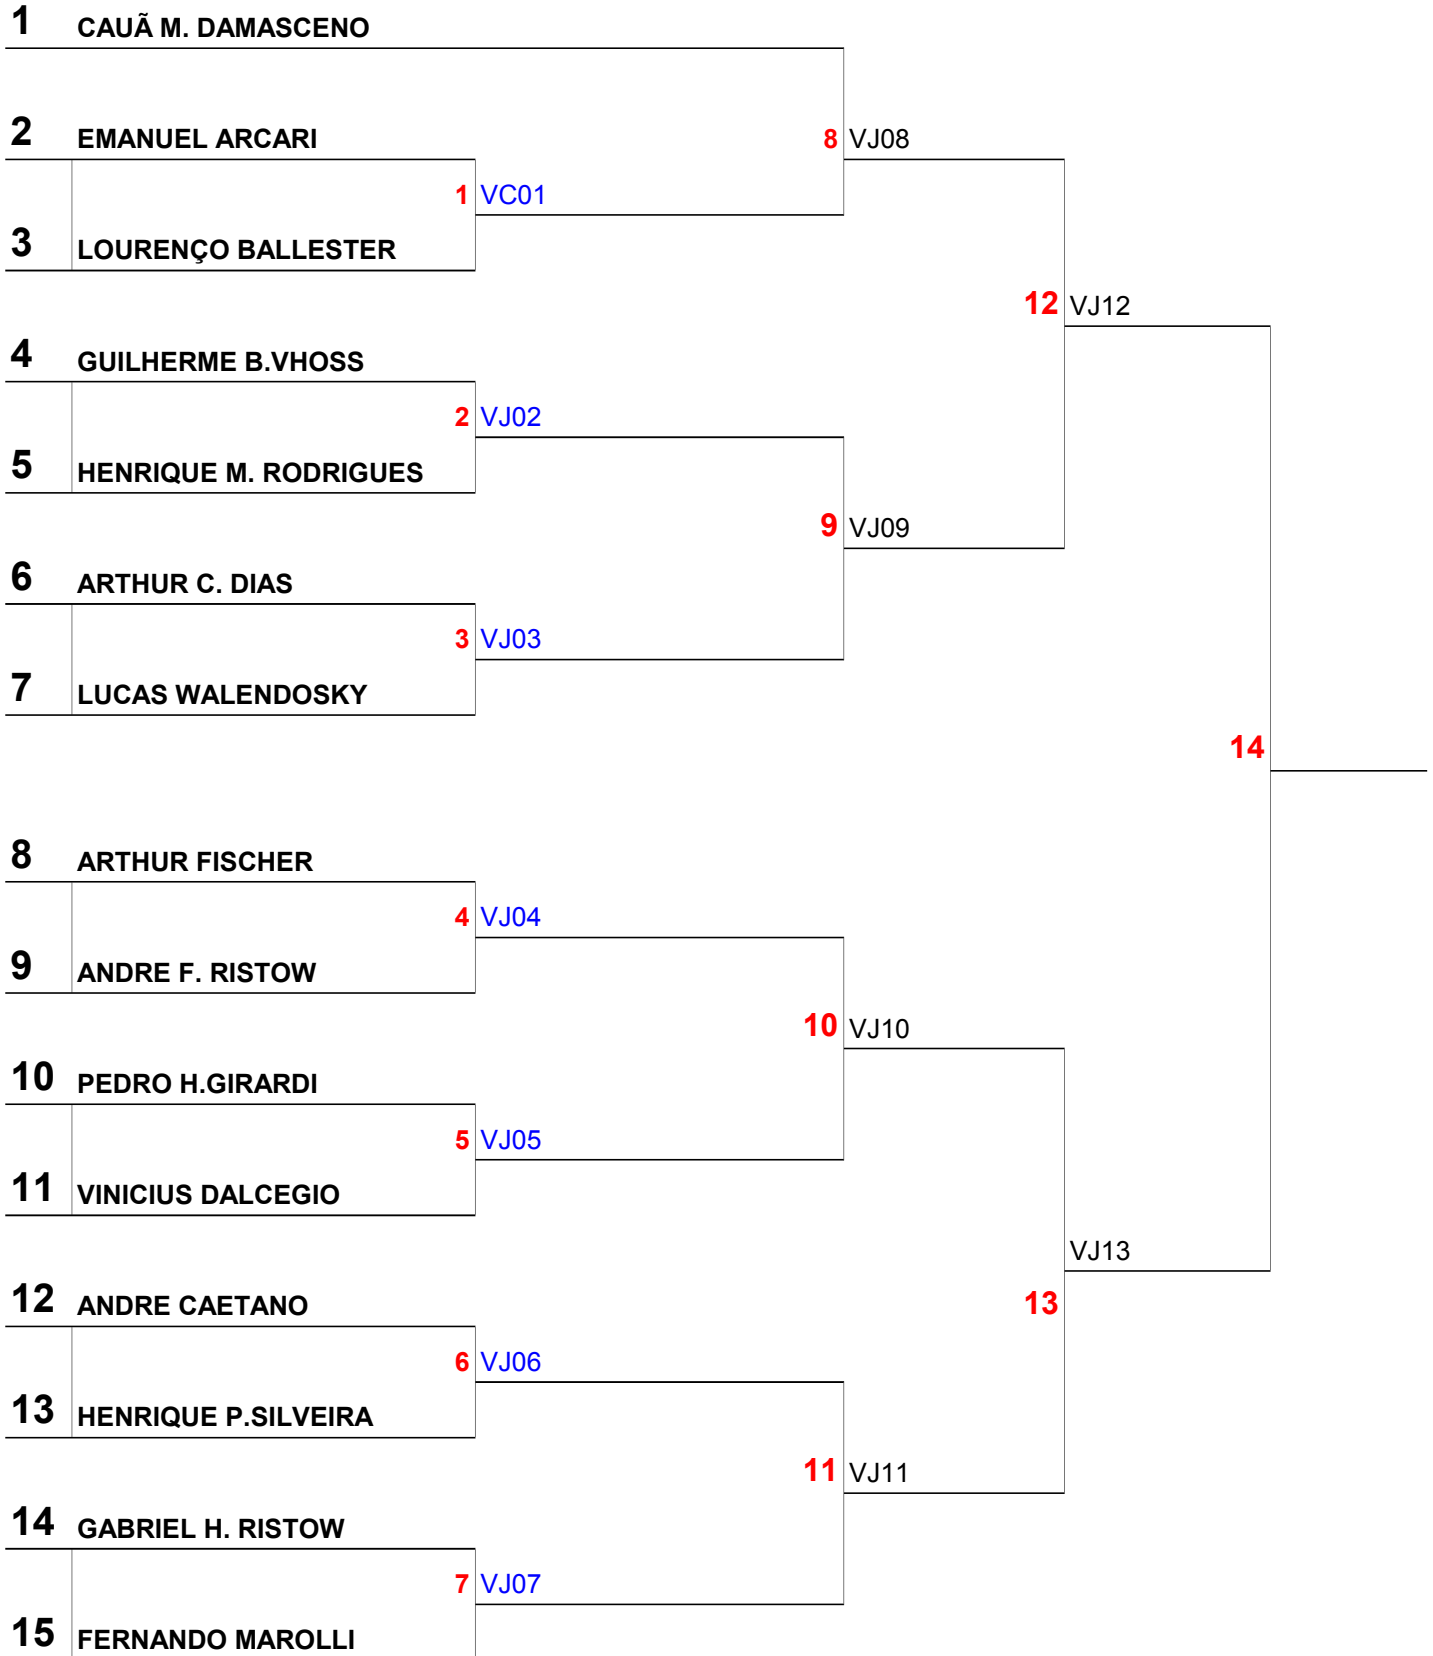 1 CAUÃ M. DAMASCENO
2 EMANUEL ARCARI
8 VJ08
1 VC01
3 LOURENÇO BALLESTER
12 VJ12
4 GUILHERME B.VHOSS
2 VJ02
5 HENRIQUE M. RODRIGUES
9 VJ09
6 ARTHUR C. DIAS
3 VJ03
7 LUCAS WALENDOSKY
14
8 ARTHUR FISCHER
4 VJ04
9 ANDRE F. RISTOW
10 VJ10
10 PEDRO H.GIRARDI
5 VJ05
11 VINICIUS DALCEGIO
VJ13
12 ANDRE CAETANO
13
6 VJ06
13 HENRIQUE P.SILVEIRA
11 VJ11
14 GABRIEL H. RISTOW
7 VJ07
15 FERNANDO MAROLLI